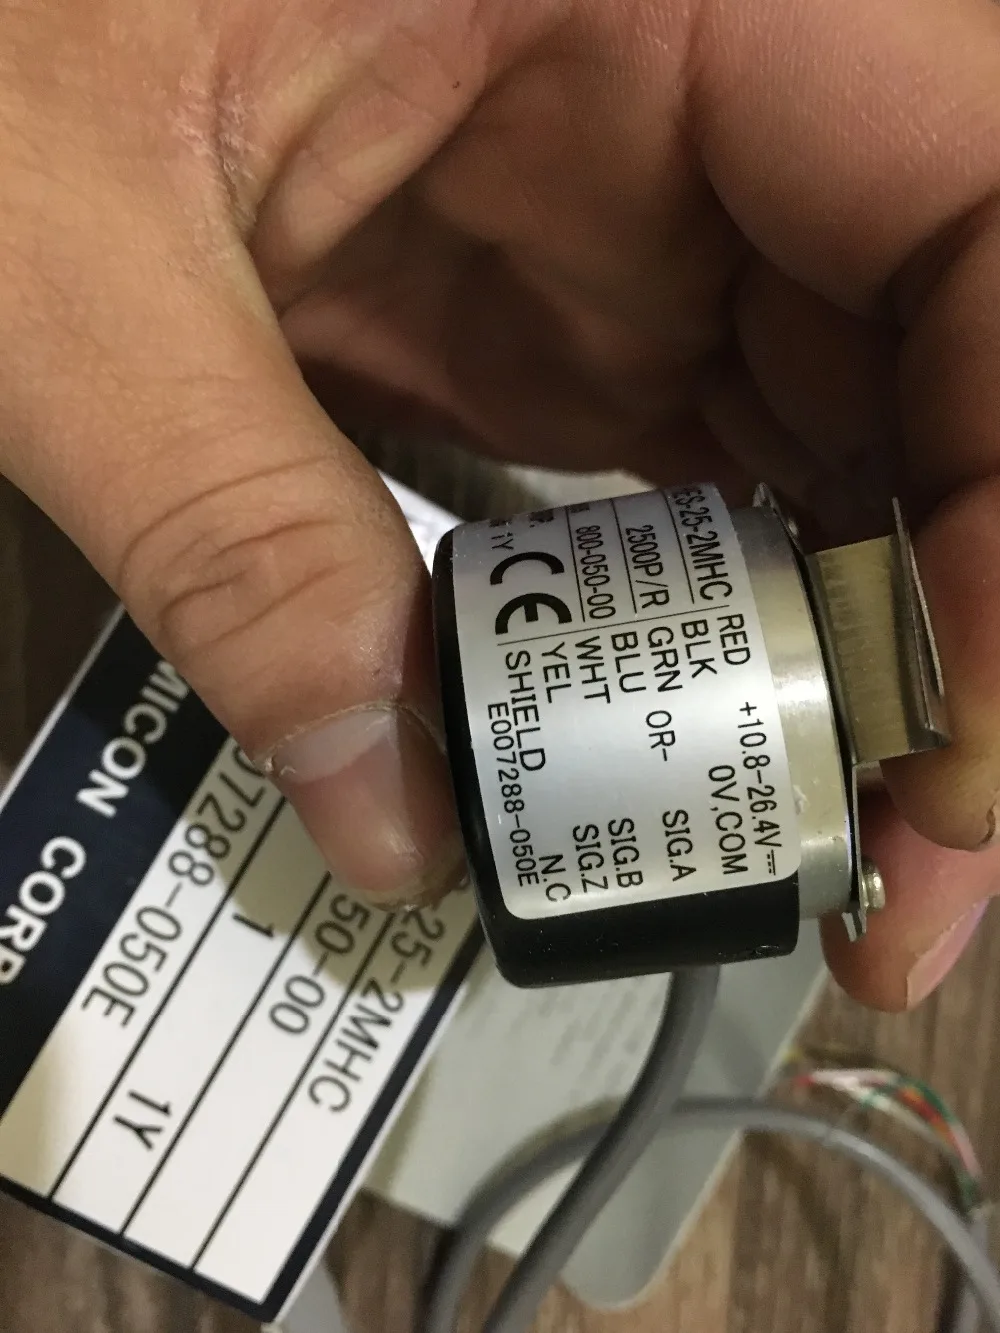 ES-25-2MHC
2500P/R
800-050-00
1Y
CE
RED +10.8-26.4V⎓
BLK 0V,COM
GRN OR- SIG.A
BLU SIG.B
WHT SIG.Z
YEL N.C
SHIELD
E007288-050E
MICON CORP
07288-050E
1 1Y
50-00
25-2MHC